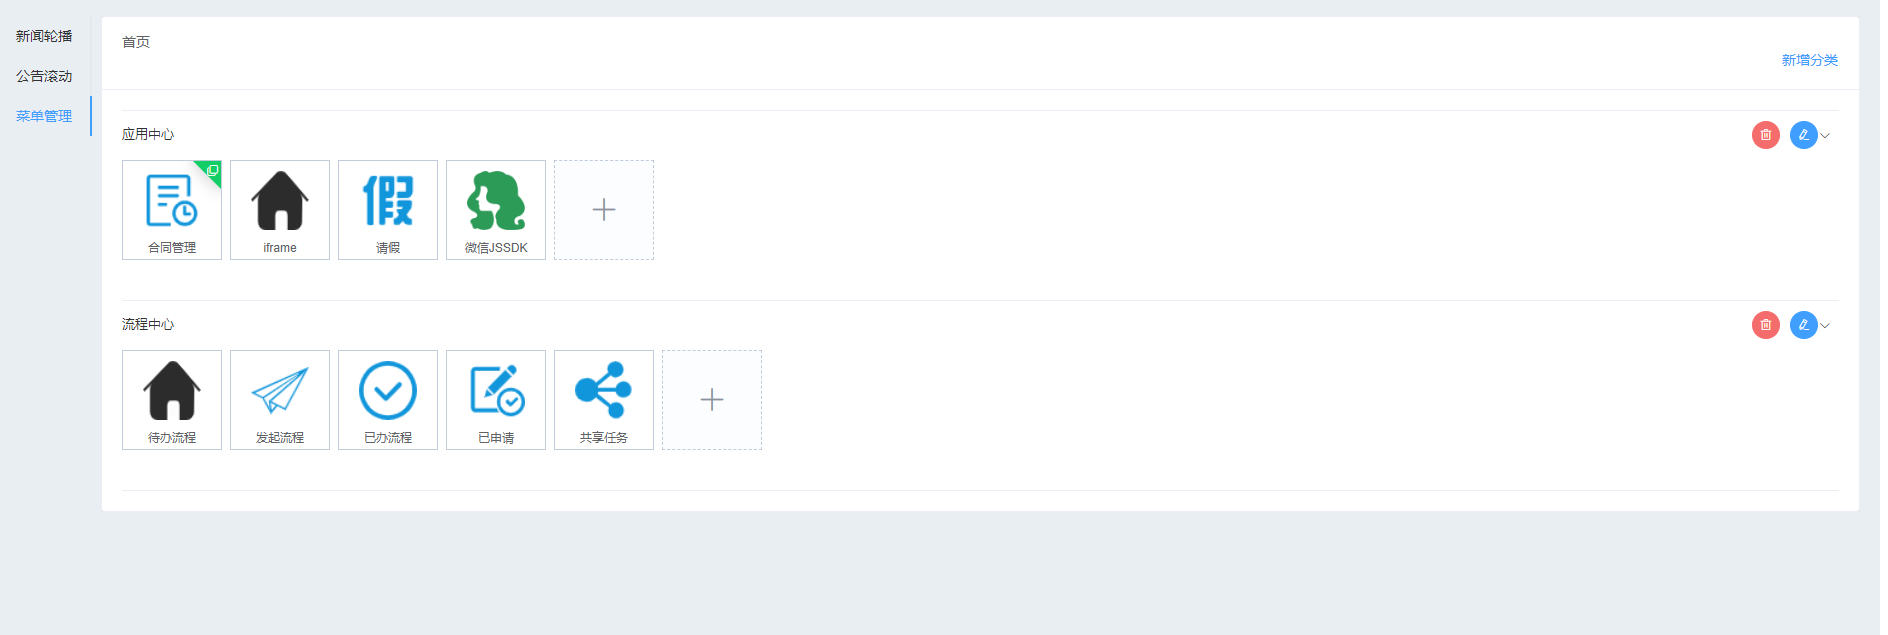 新闻轮播
公告滚动
菜单管理
首页
新增分类
应用中心
假
合同管理
iframe
请假
微信JSSDK
流程中心
待办流程
发起流程
已办流程
已申请
共享任务